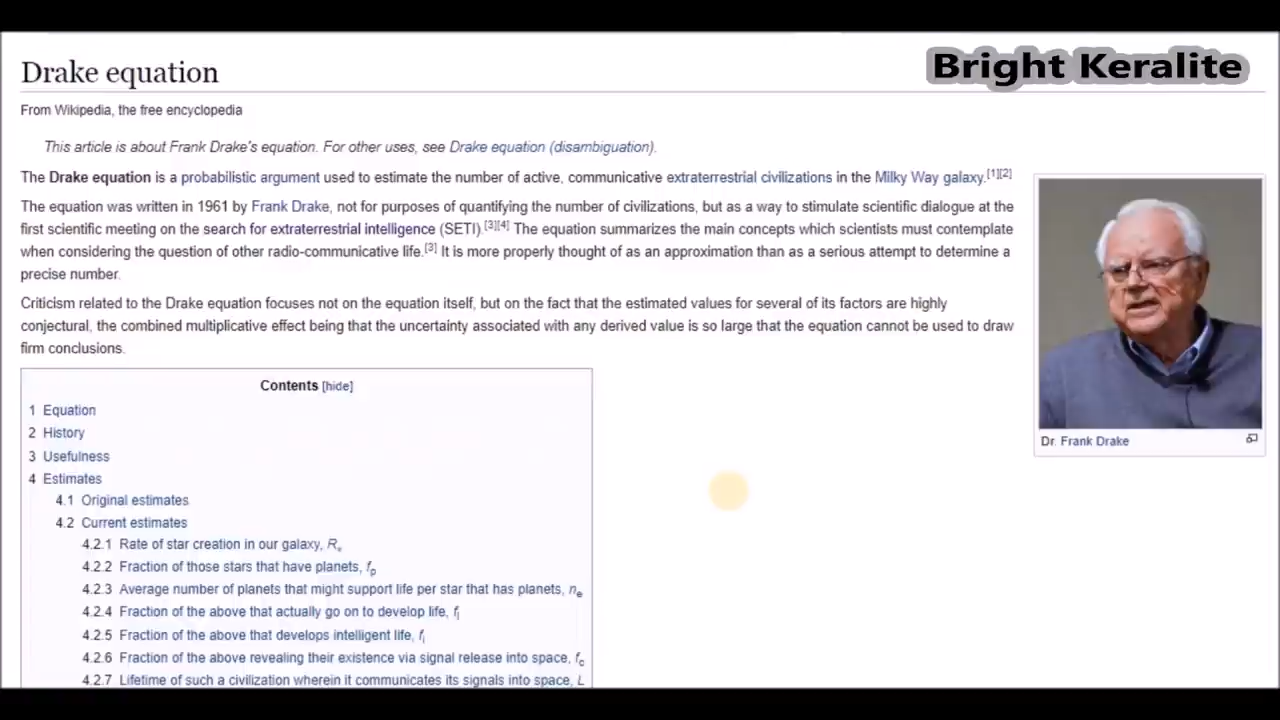 Bright Keralite
Drake equation
From Wikipedia, the free encyclopedia
This article is about Frank Drake's equation. For other uses, see Drake equation (disambiguation).
The Drake equation is a probabilistic argument used to estimate the number of active, communicative extraterrestrial civilizations in the Milky Way galaxy.[1][2]
The equation was written in 1961 by Frank Drake, not for purposes of quantifying the number of civilizations, but as a way to stimulate scientific dialogue at the
first scientific meeting on the search for extraterrestrial intelligence (SETI).[3][4] The equation summarizes the main concepts which scientists must contemplate
when considering the question of other radio-communicative life.[3] It is more properly thought of as an approximation than as a serious attempt to determine a
precise number.
Criticism related to the Drake equation focuses not on the equation itself, but on the fact that the estimated values for several of its factors are highly
conjectural, the combined multiplicative effect being that the uncertainty associated with any derived value is so large that the equation cannot be used to draw
firm conclusions.
Dr. Frank Drake
Contents [hide]
1 Equation
2 History
3 Usefulness
4 Estimates
4.1 Original estimates
4.2 Current estimates
4.2.1 Rate of star creation in our galaxy, R*
4.2.2 Fraction of those stars that have planets, fp
4.2.3 Average number of planets that might support life per star that has planets, ne
4.2.4 Fraction of the above that actually go on to develop life, fl
4.2.5 Fraction of the above that develops intelligent life, fi
4.2.6 Fraction of the above revealing their existence via signal release into space, fc
4.2.7 Lifetime of such a civilization wherein it communicates its signals into space, L